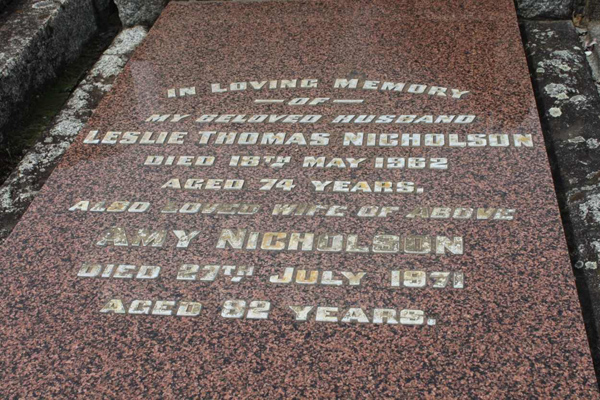 IN LOVING MEMORY
OF
MY BELOVED HUSBAND
LESLIE THOMAS NICHOLSON
DIED 18TH MAY 1962
AGED 74 YEARS.
ALSO LOVED WIFE OF ABOVE
AMY NICHOLSON
DIED 27TH JULY 1971
AGED 82 YEARS.